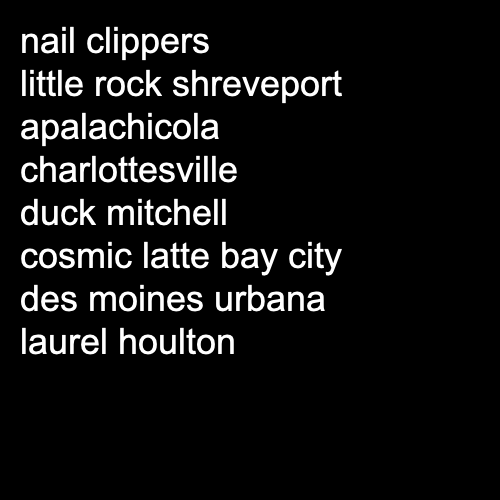 nail clippers
little rock shreveport
apalachicola
charlottesville
duck mitchell
cosmic latte bay city
des moines urbana
laurel houlton